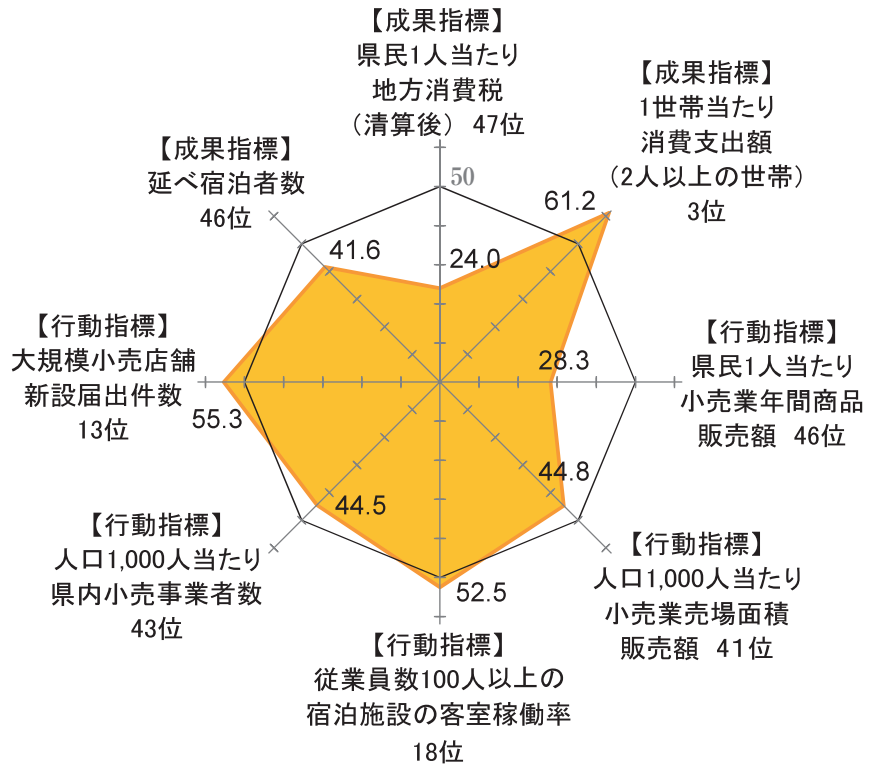 【成果指標】
県民1人当たり
地方消費税
（清算後） 47位
50
24.0
【成果指標】
1世帯当たり
消費支出額
（2人以上の世帯）
3位
61.2
【行動指標】
県民1人当たり
小売業年間商品
販売額 46位
28.3
【行動指標】
人口1,000人当たり
小売業売場面積
販売額 41位
44.8
【行動指標】
従業員数100人以上の
宿泊施設の客室稼働率
18位
52.5
【行動指標】
人口1,000人当たり
県内小売事業者数
43位
44.5
【行動指標】
大規模小売店舗
新設届出件数
13位
55.3
【成果指標】
延べ宿泊者数
46位
41.6